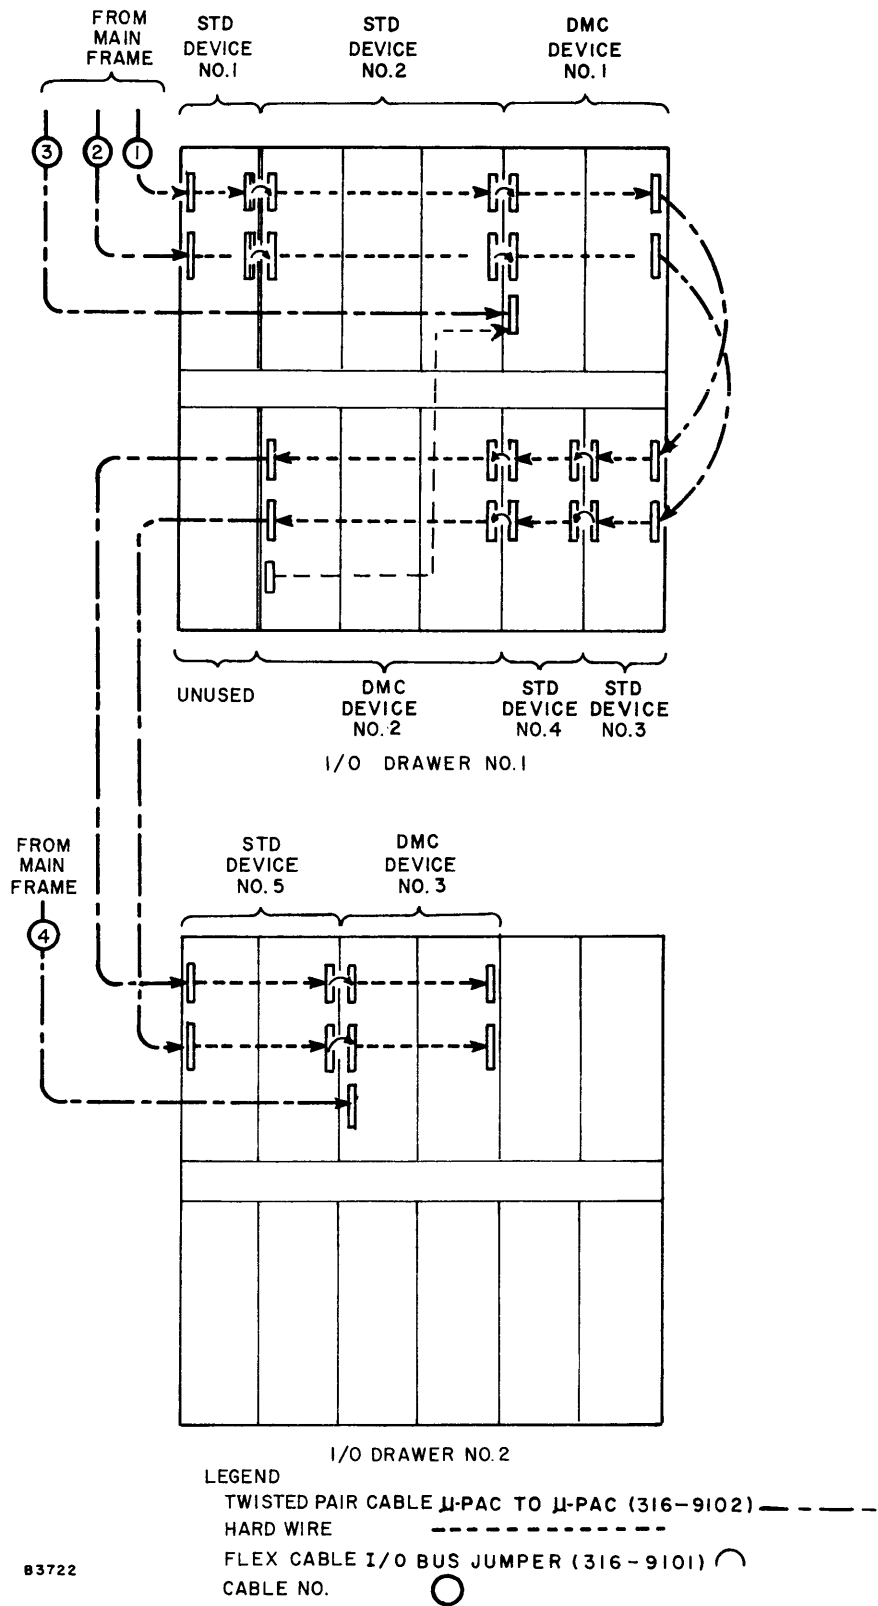 FROM
MAIN
FRAME
STD
DEVICE
NO.1
STD
DEVICE
NO.2
DMC
DEVICE
NO.1
3
2
1
UNUSED
DMC
DEVICE
NO.2
STD
DEVICE
NO.4
STD
DEVICE
NO.3
I/O DRAWER NO.1
FROM
MAIN
FRAME
4
STD
DEVICE
NO.5
DMC
DEVICE
NO.3
I/O DRAWER NO.2
LEGEND
TWISTED PAIR CABLE μ-PAC TO μ-PAC (316-9102)
HARD WIRE
FLEX CABLE I/O BUS JUMPER (316-9101)
CABLE NO.
B3722